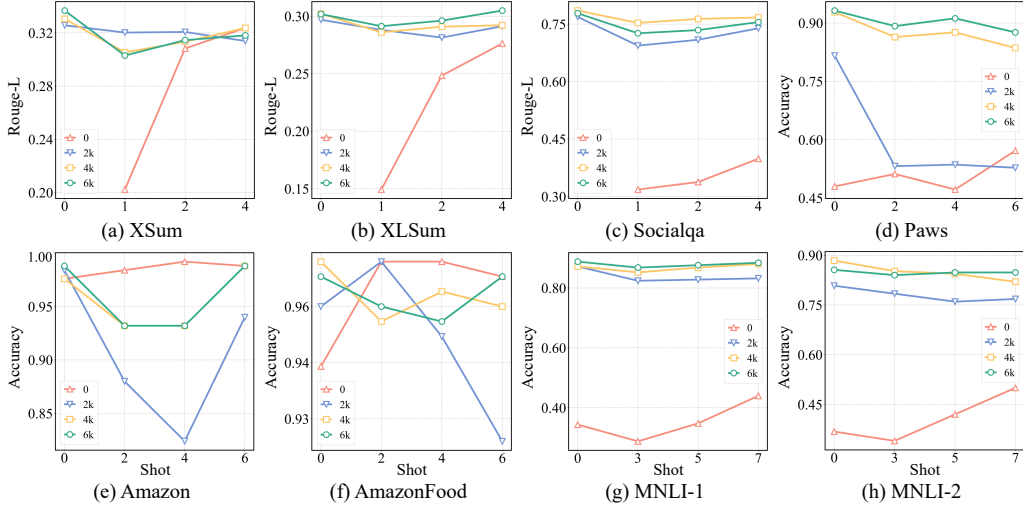 Rouge-L
0.32
0.28
0.24
0.20
0
2k
4k
6k
0
1
2
4
(a) XSum
Rouge-L
0.30
0.25
0.20
0.15
0
2k
4k
6k
0
1
2
4
(b) XLSum
Rouge-L
0.75
0.60
0.45
0.30
0
2k
4k
6k
0
1
2
4
(c) Socialqa
Accuracy
0.90
0.75
0.60
0.45
0
2k
4k
6k
0
2
4
6
(d) Paws
Accuracy
1.00
0.95
0.90
0.85
0
2k
4k
6k
0
2
4
6
Shot
(e) Amazon
Accuracy
0.96
0.94
0.93
0
2k
4k
6k
0
2
4
6
Shot
(f) AmazonFood
Accuracy
0.80
0.60
0.40
0
2k
4k
6k
0
3
5
7
Shot
(g) MNLI-1
Accuracy
0.90
0.75
0.60
0.45
0
2k
4k
6k
0
3
5
7
Shot
(h) MNLI-2